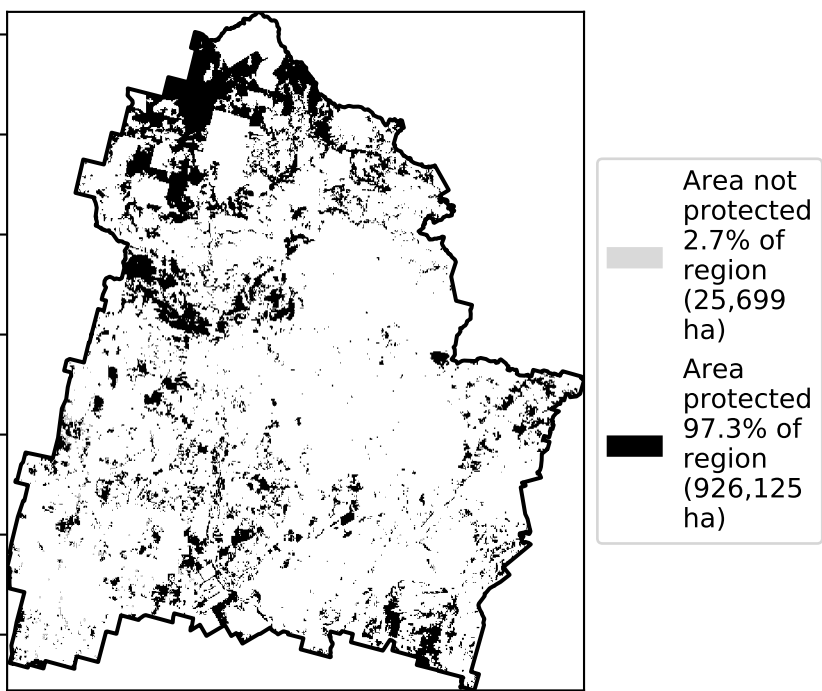 Area not
protected
2.7% of
region
(25,699
ha)
Area
protected
97.3% of
region
(926,125
ha)